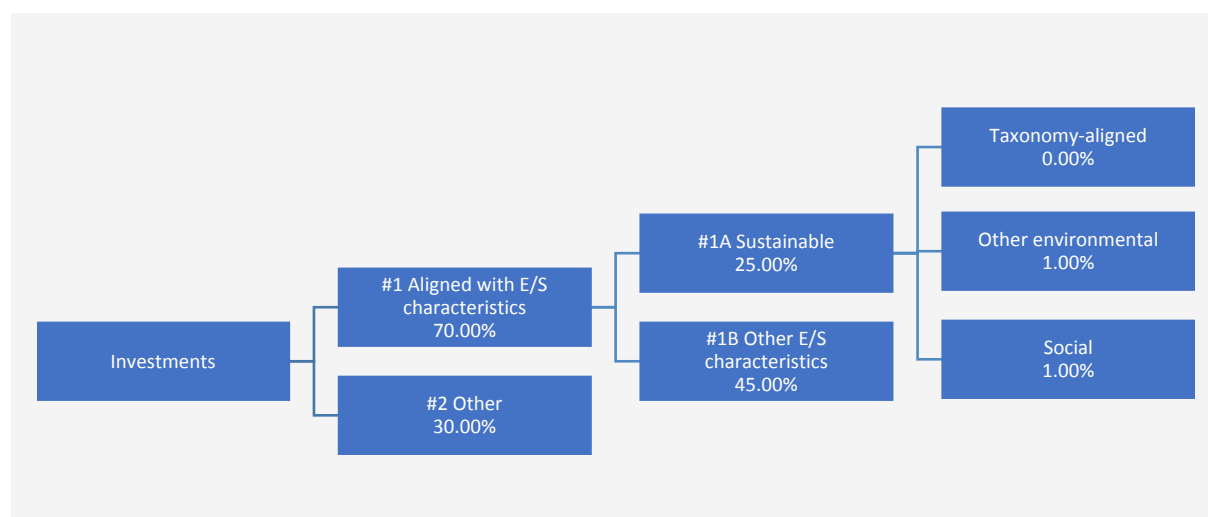 Investments
#1 Aligned with E/S
characteristics
70.00%
#2 Other
30.00%
#1A Sustainable
25.00%
#1B Other E/S
characteristics
45.00%
Taxonomy-aligned
0.00%
Other environmental
1.00%
Social
1.00%